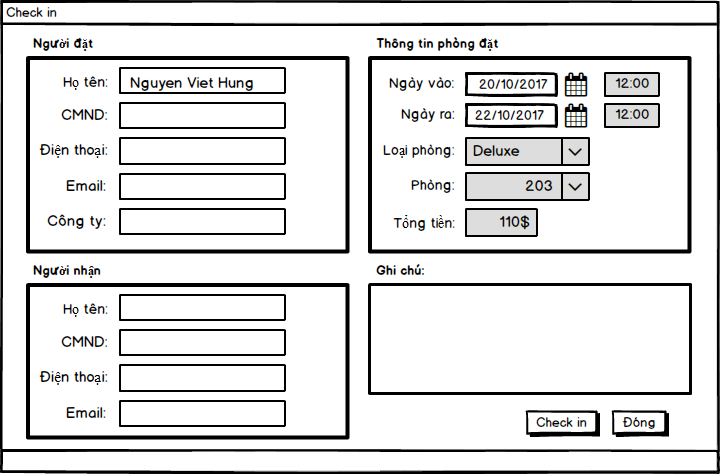 Check in
Người đặt
Họ tên: Nguyen Viet Hung
CMND:
Điện thoại:
Email:
Công ty:
Thông tin phòng đặt
Ngày vào: 20/10/2017 12:00
Ngày ra: 22/10/2017 12:00
Loại phòng: Deluxe
Phòng: 203
Tổng tiền: 110$
Người nhận
Họ tên:
CMND:
Điện thoại:
Email:
Ghi chú:
Check in Đóng